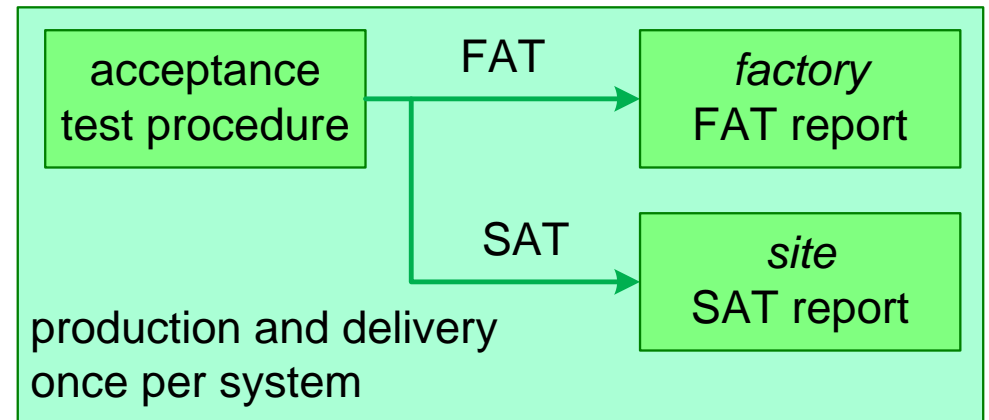 acceptance
test procedure
FAT
factory
FAT report
SAT
site
SAT report
production and delivery
once per system